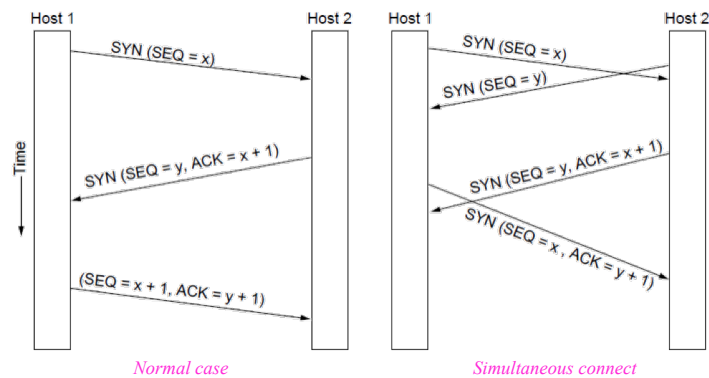 Host 1
Host 2
SYN (SEQ = x)
SYN (SEQ = y, ACK = x + 1)
(SEQ = x + 1, ACK = y + 1)
Time
Normal case
Host 1
Host 2
SYN (SEQ = x)
SYN (SEQ = y)
SYN (SEQ = y, ACK = x + 1)
SYN (SEQ = x , ACK = y + 1)
Simultaneous connect